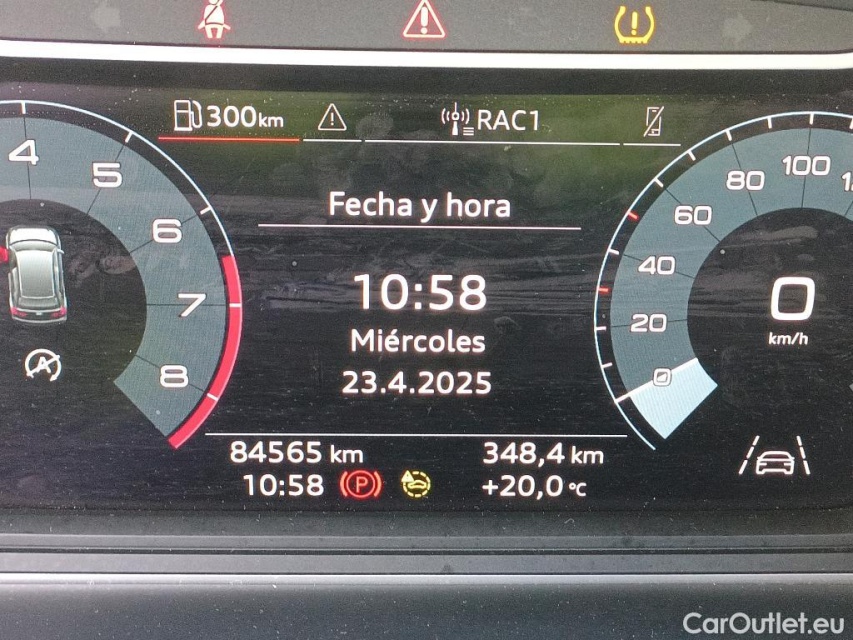 300km
RAC1
4
5
6
7
8
Fecha y hora
10:58
Miércoles
23.4.2025
100
80
60
40
20
0
0
km/h
A
84565 km
348,4 km
10:58
P
+20,0°C
CarOutlet.eu